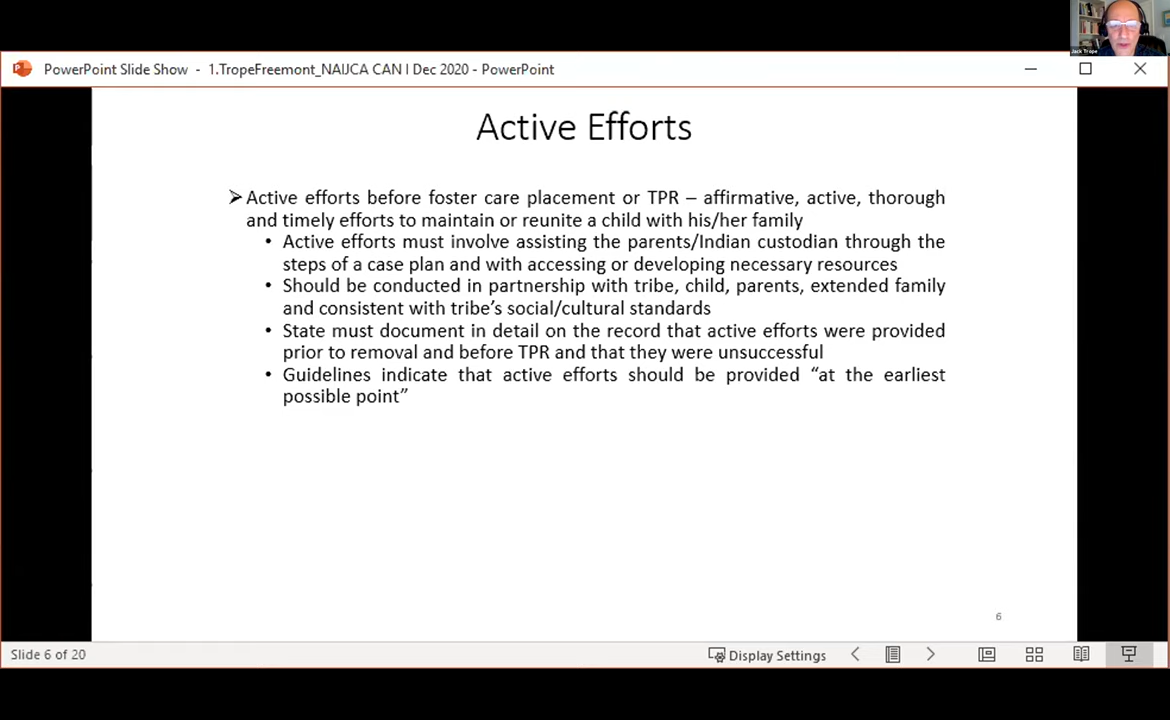 Jack Trope
PowerPoint Slide Show - 1.TropeFreemont_NAIJCA CAN I Dec 2020 - PowerPoint
Active Efforts
➢ Active efforts before foster care placement or TPR – affirmative, active, thorough
and timely efforts to maintain or reunite a child with his/her family
• Active efforts must involve assisting the parents/Indian custodian through the
steps of a case plan and with accessing or developing necessary resources
• Should be conducted in partnership with tribe, child, parents, extended family
and consistent with tribe’s social/cultural standards
• State must document in detail on the record that active efforts were provided
prior to removal and before TPR and that they were unsuccessful
• Guidelines indicate that active efforts should be provided “at the earliest
possible point”
6
Slide 6 of 20
Display Settings